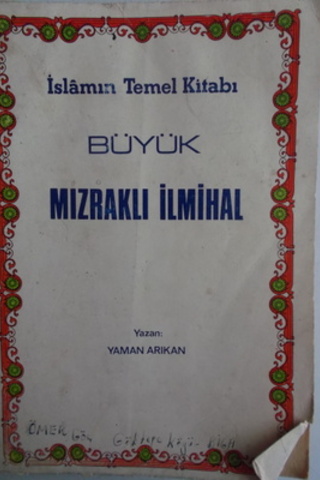 İslâmın Temel Kitabı
BÜYÜK
MIZRAKLI İLMİHAL
Yazan:
YAMAN ARIKAN
ÖMER